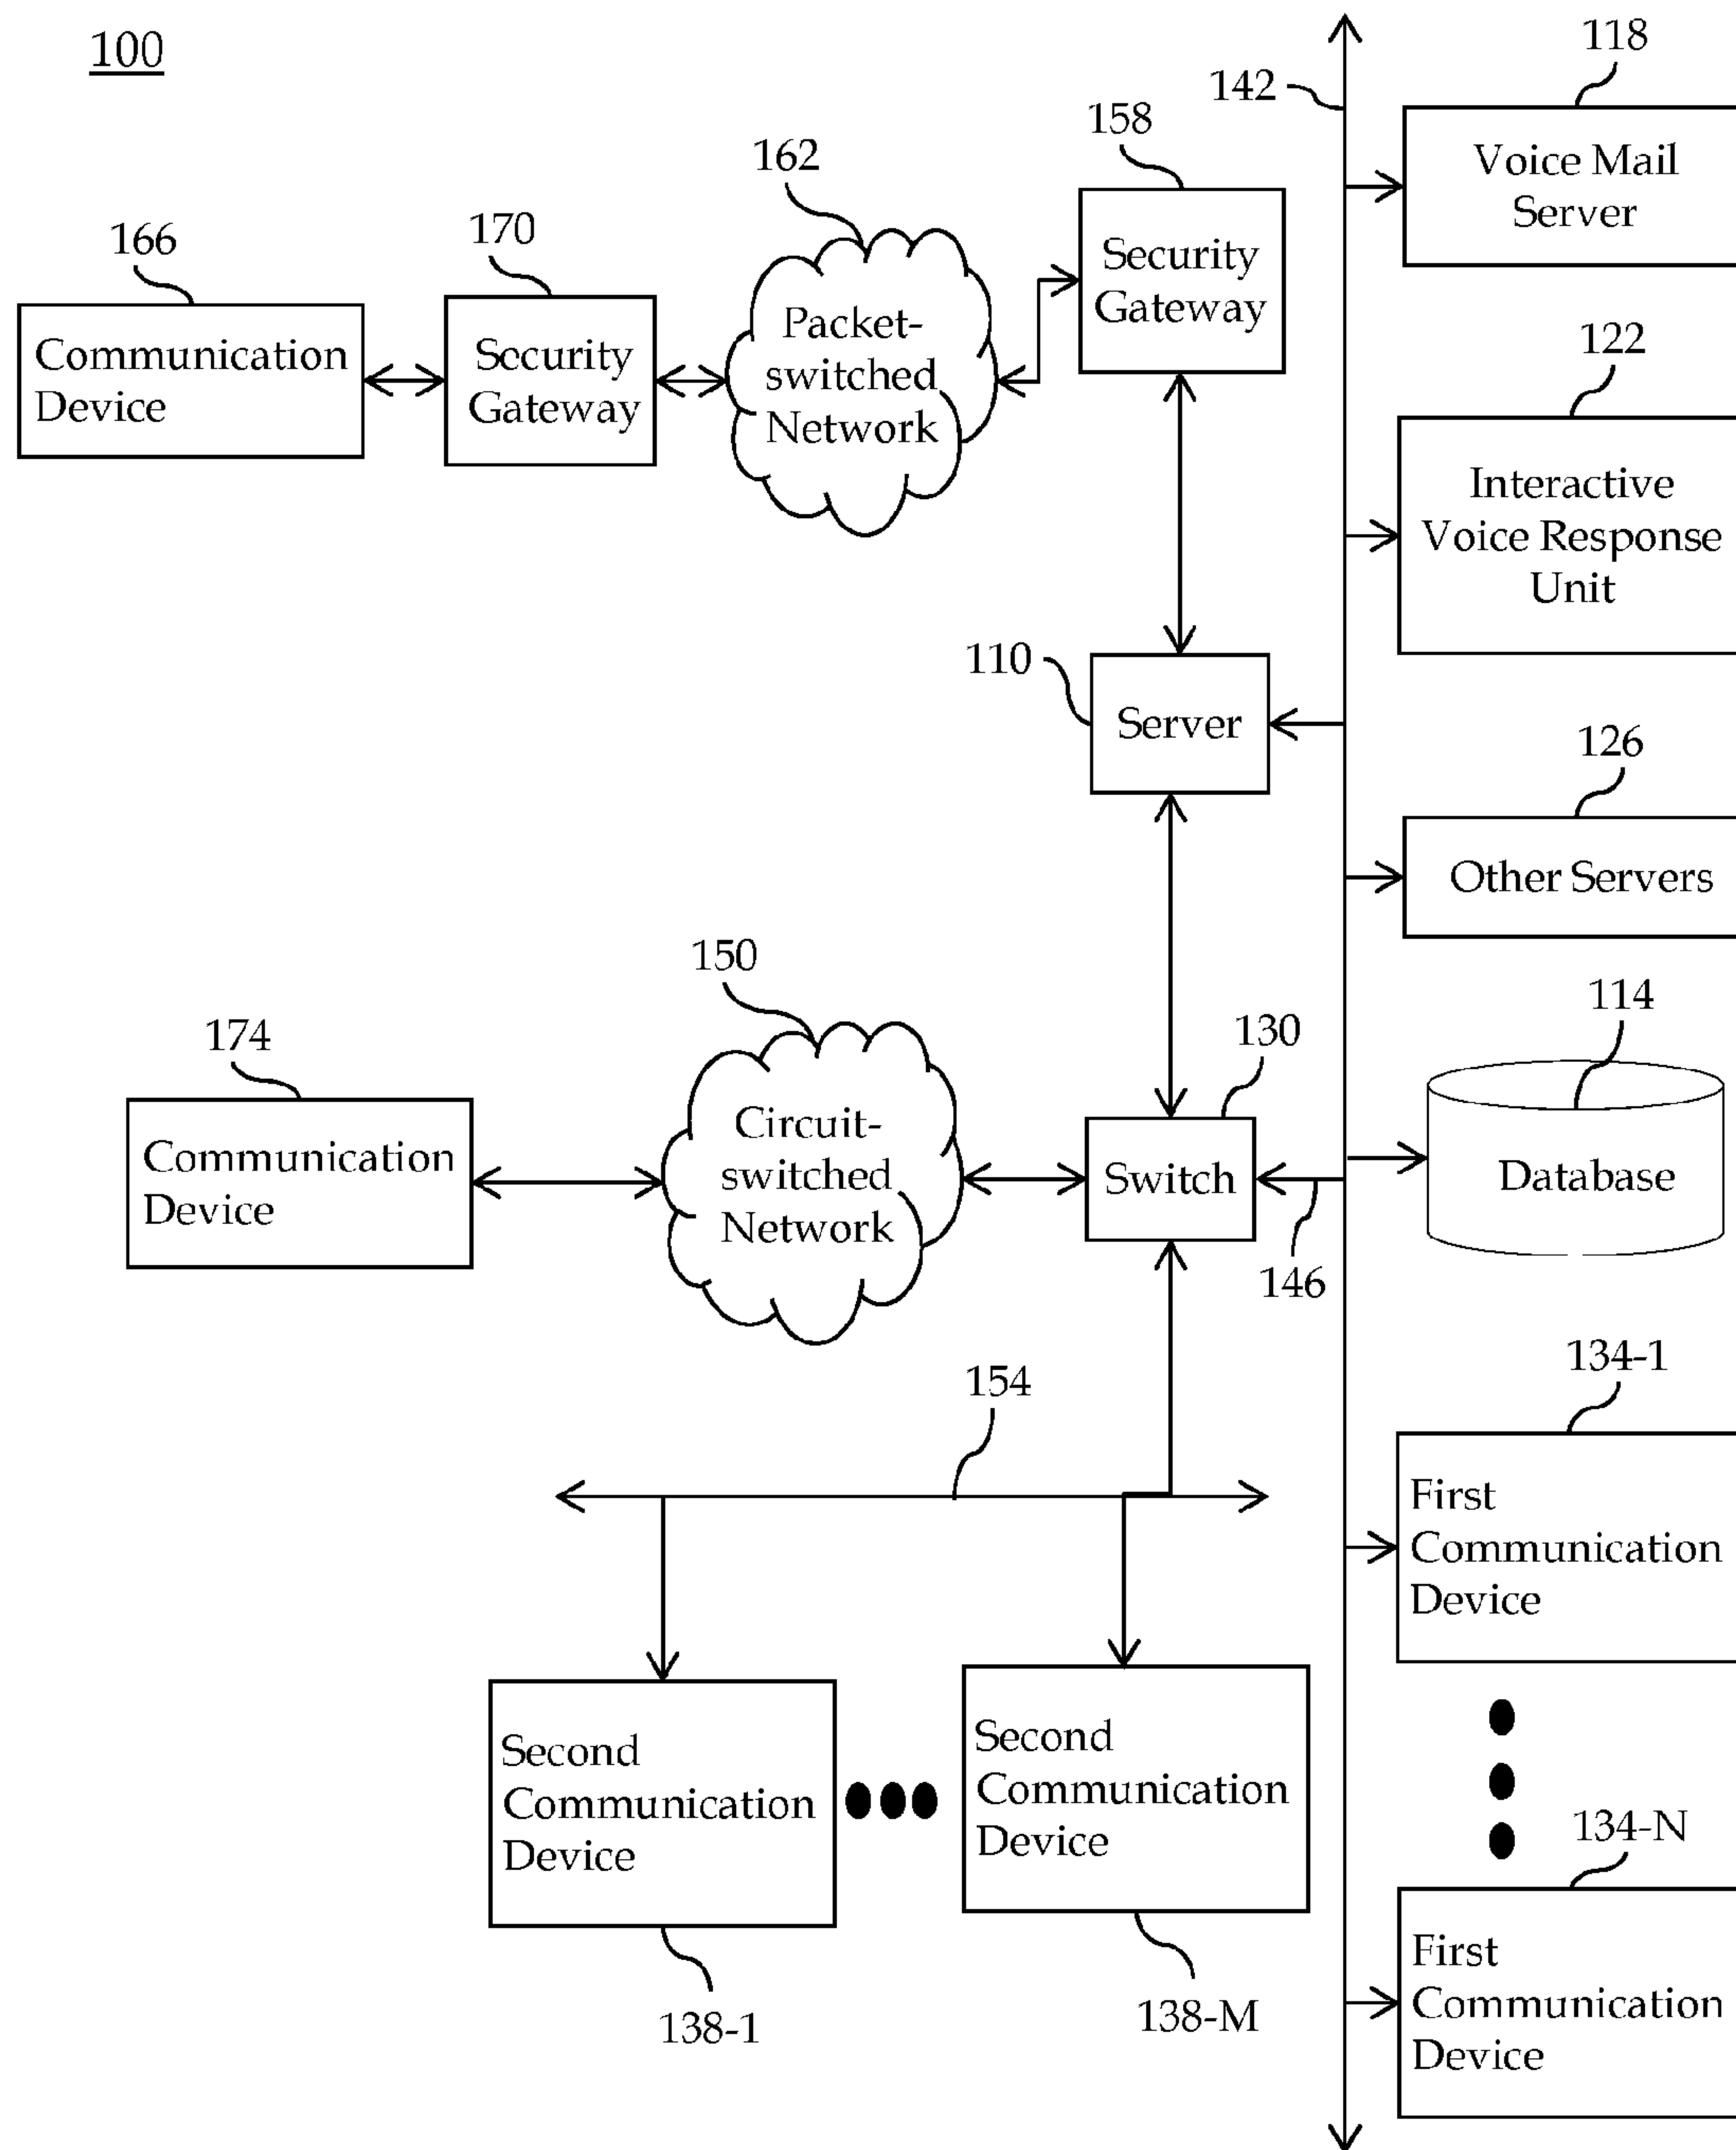 100
118
142
158
Voice Mail
Server
162
Security
Gateway
166
170
Communication
Device
Sccurity
Gateway
Packet-
switched
Network
122
Interactive
Voice Response
Unit
110
Server
126
Other Servers
150
114
174
130
Communication
Device
Circuit-
switched
Network
Switch
Database
146
134-1
154
First
Communication
Device
Second
Communication
Device
Second
Communication
Device
134-N
First
Communication
Device
138-1
138-M